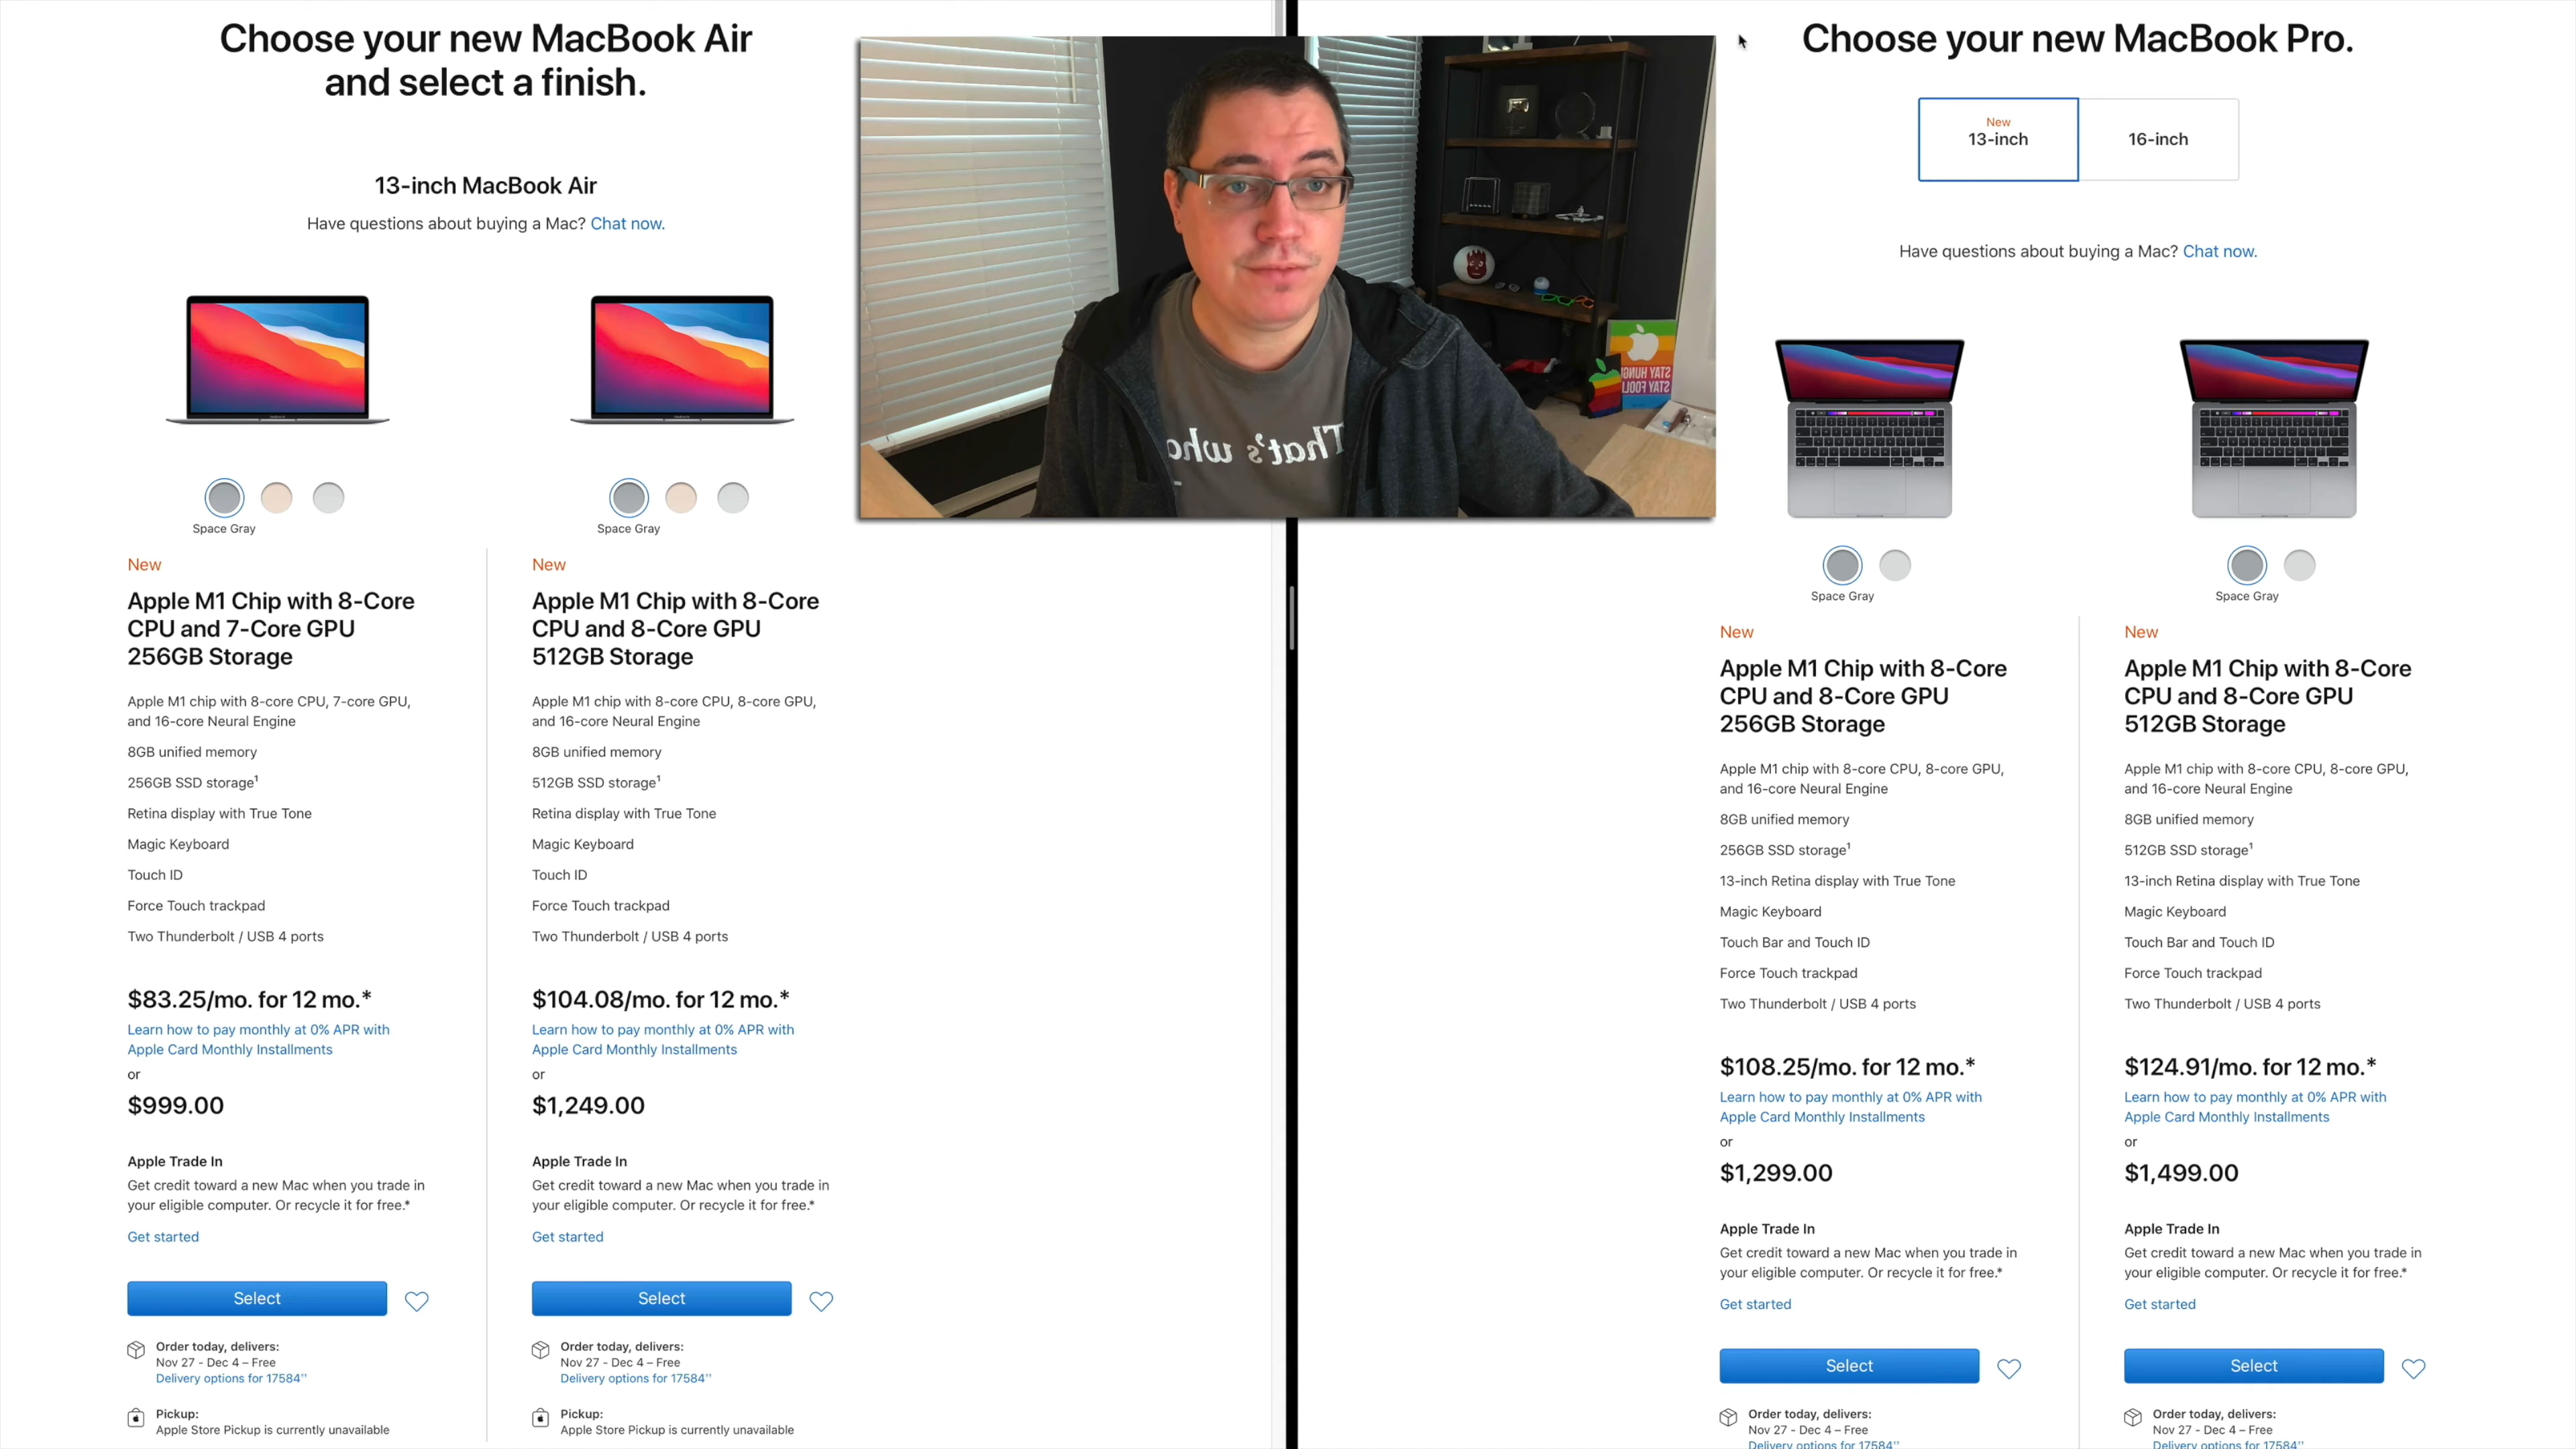 Choose your new MacBook Air
and select a finish.
13-inch MacBook Air
Have questions about buying a Mac? Chat now.
Space Gray
New
Apple M1 Chip with 8-Core
CPU and 7-Core GPU
256GB Storage
Apple M1 chip with 8-core CPU, 7-core GPU,
and 16-core Neural Engine
8GB unified memory
256GB SSD storage¹
Retina display with True Tone
Magic Keyboard
Touch ID
Force Touch trackpad
Two Thunderbolt / USB 4 ports
$83.25/mo. for 12 mo.*
Learn how to pay monthly at 0% APR with
Apple Card Monthly Installments
or
$999.00
Apple Trade In
Get credit toward a new Mac when you trade in
your eligible computer. Or recycle it for free.*
Get started
Select
Order today, delivers:
Nov 27 - Dec 4 – Free
Delivery options for 17584⁺⁺
Pickup:
Apple Store Pickup is currently unavailable
Space Gray
New
Apple M1 Chip with 8-Core
CPU and 8-Core GPU
512GB Storage
Apple M1 chip with 8-core CPU, 8-core GPU,
and 16-core Neural Engine
8GB unified memory
512GB SSD storage¹
Retina display with True Tone
Magic Keyboard
Touch ID
Force Touch trackpad
Two Thunderbolt / USB 4 ports
$104.08/mo. for 12 mo.*
Learn how to pay monthly at 0% APR with
Apple Card Monthly Installments
or
$1,249.00
Apple Trade In
Get credit toward a new Mac when you trade in
your eligible computer. Or recycle it for free.*
Get started
Select
Order today, delivers:
Nov 27 - Dec 4 – Free
Delivery options for 17584⁺⁺
Pickup:
Apple Store Pickup is currently unavailable
That's who
STAY HUNG
STAY FOOL
Choose your new MacBook Pro.
New
13-inch
16-inch
Have questions about buying a Mac? Chat now.
Space Gray
New
Apple M1 Chip with 8-Core
CPU and 8-Core GPU
256GB Storage
Apple M1 chip with 8-core CPU, 8-core GPU,
and 16-core Neural Engine
8GB unified memory
256GB SSD storage¹
13-inch Retina display with True Tone
Magic Keyboard
Touch Bar and Touch ID
Force Touch trackpad
Two Thunderbolt / USB 4 ports
$108.25/mo. for 12 mo.*
Learn how to pay monthly at 0% APR with
Apple Card Monthly Installments
or
$1,299.00
Apple Trade In
Get credit toward a new Mac when you trade in
your eligible computer. Or recycle it for free.*
Get started
Select
Order today, delivers:
Nov 27 - Dec 4 – Free
Delivery options for 17584⁺⁺
Space Gray
New
Apple M1 Chip with 8-Core
CPU and 8-Core GPU
512GB Storage
Apple M1 chip with 8-core CPU, 8-core GPU,
and 16-core Neural Engine
8GB unified memory
512GB SSD storage¹
13-inch Retina display with True Tone
Magic Keyboard
Touch Bar and Touch ID
Force Touch trackpad
Two Thunderbolt / USB 4 ports
$124.91/mo. for 12 mo.*
Learn how to pay monthly at 0% APR with
Apple Card Monthly Installments
or
$1,499.00
Apple Trade In
Get credit toward a new Mac when you trade in
your eligible computer. Or recycle it for free.*
Get started
Select
Order today, delivers:
Nov 27 - Dec 4 – Free
Delivery options for 17584⁺⁺